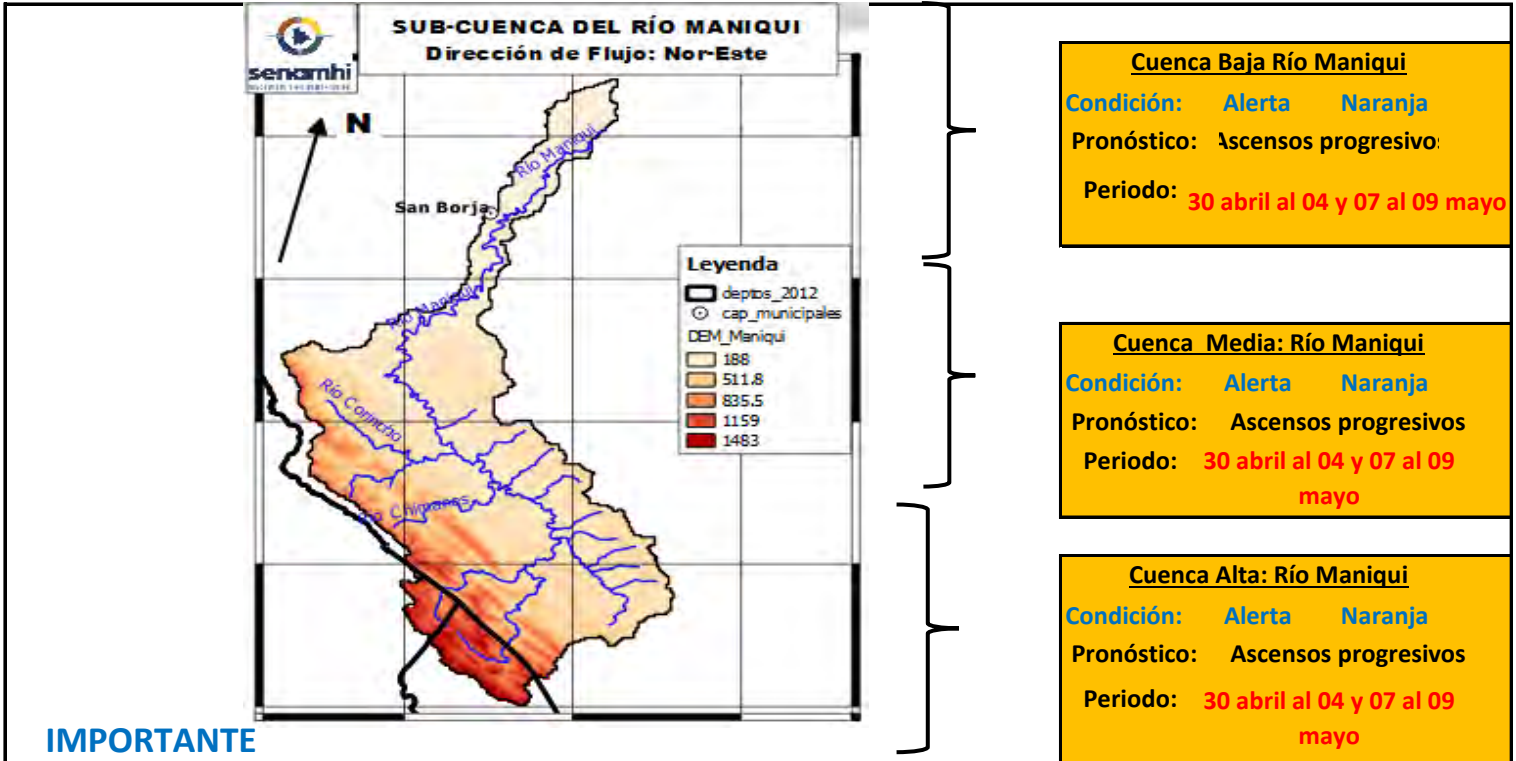 SUB-CUENCA DEL RÍO MANIQUI
Dirección de Flujo: Nor-Este
senamhi
N
Río Maniqui
San Borja
Río Maniqui
Río Chimanes
Leyenda
deptos_2012
cap_municipales
DEM_Maniqui
188
511.8
835.5
1159
1483
IMPORTANTE
Cuenca Baja Río Maniqui
Condición: Alerta Naranja
Pronóstico: Ascensos progresivos
Periodo: 30 abril al 04 y 07 al 09 mayo
Cuenca Media: Río Maniqui
Condición: Alerta Naranja
Pronóstico: Ascensos progresivos
Periodo: 30 abril al 04 y 07 al 09
mayo
Cuenca Alta: Río Maniqui
Condición: Alerta Naranja
Pronóstico: Ascensos progresivos
Periodo: 30 abril al 04 y 07 al 09
mayo